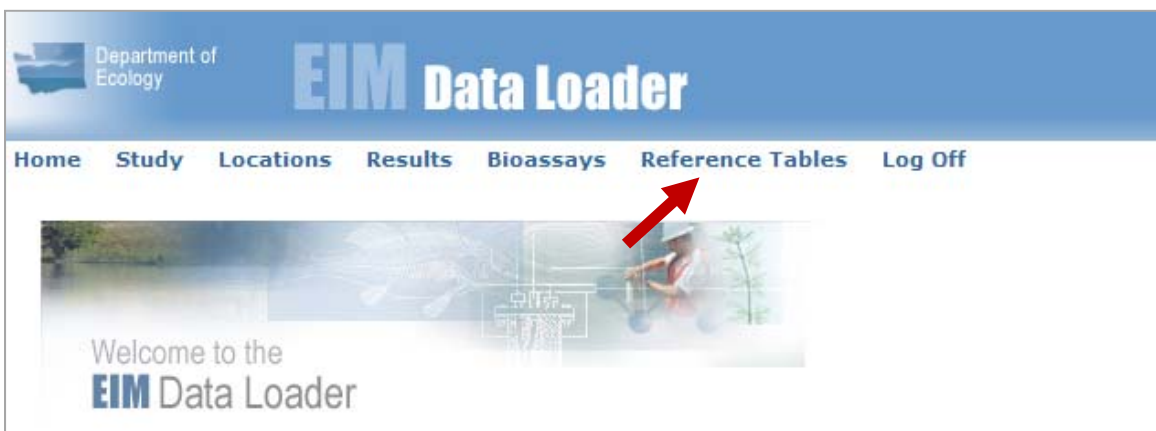 Department of
Ecology
EIM Data Loader
Home Study Locations Results Bioassays Reference Tables Log Off
Welcome to the
EIM Data Loader